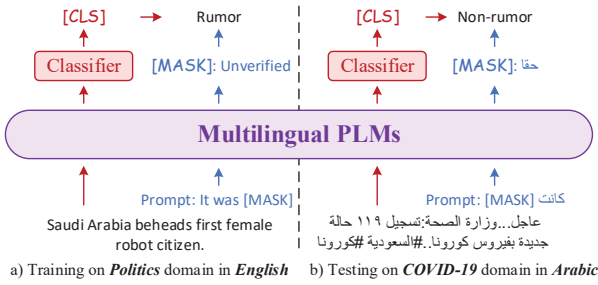 [CLS] Rumor [CLS] Non-rumor
Classifier [MASK]: Unverified Classifier [MASK]: حقا
Multilingual PLMs
Prompt: It was [MASK] Prompt: [MASK] كانت
Saudi Arabia beheads first female
robot citizen.
عاجل...وزارة الصحة:تسجيل ١١٩ حالة
جديدة بفيروس كورونا..#السعودية #كورونا
a) Training on Politics domain in English b) Testing on COVID-19 domain in Arabic